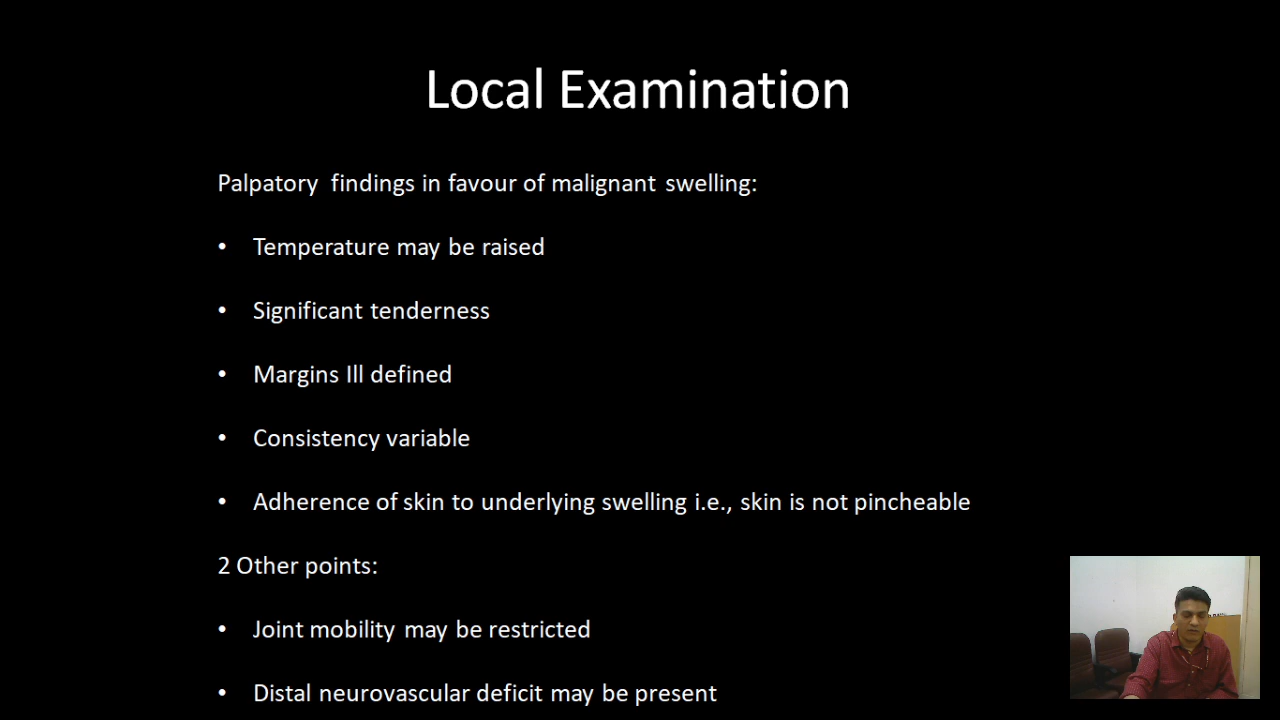 Local Examination
Palpatory findings in favour of malignant swelling:
• Temperature may be raised
• Significant tenderness
• Margins Ill defined
• Consistency variable
• Adherence of skin to underlying swelling i.e., skin is not pincheable
2 Other points:
• Joint mobility may be restricted
• Distal neurovascular deficit may be present